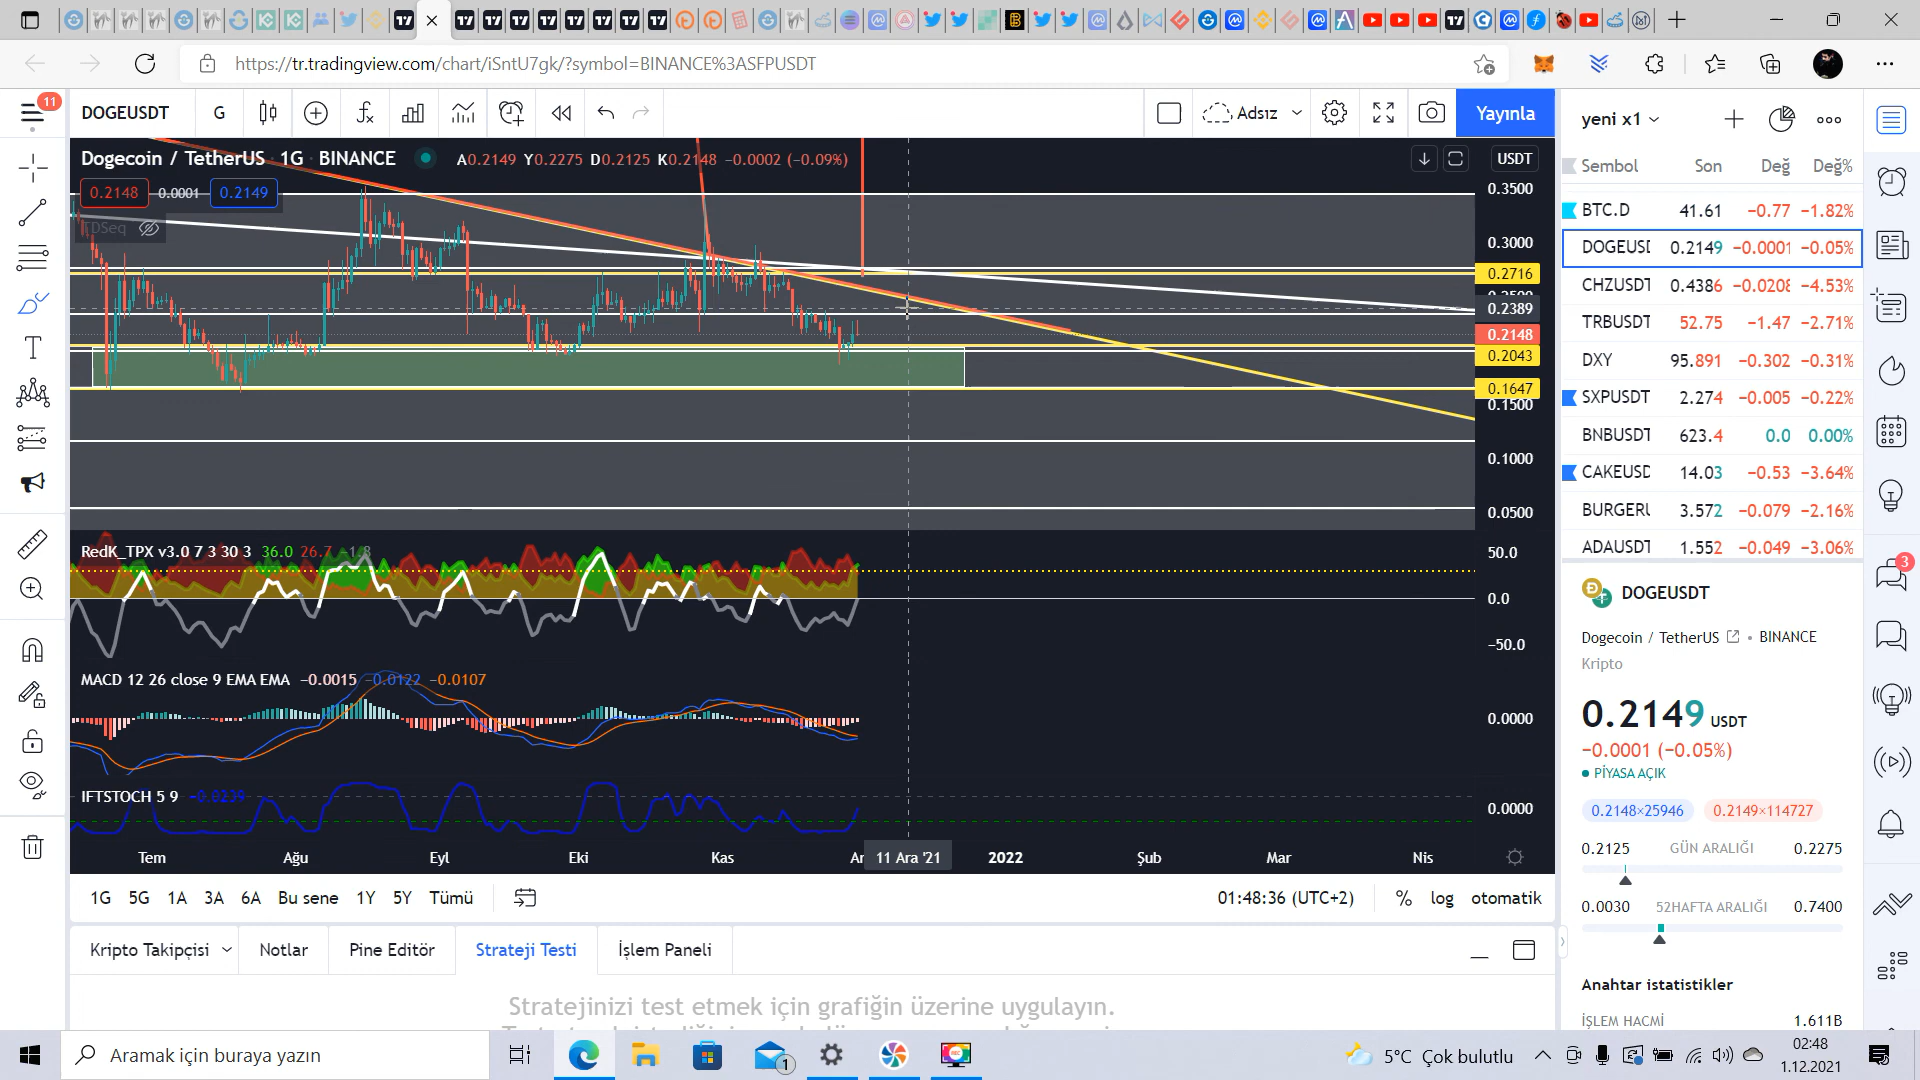 https://tr.tradingview.com/chart/iSntU7gk/?symbol=BINANCE%3ASFPUSDT
11
DOGEUSDT
G
Adsız
Yayınla
Dogecoin / TetherUS 1G BINANCE
A0.2149 Y0.2275 D0.2125 K0.2148 −0.0002 (−0.09%)
0.2148 0.0001 0.2149
TDSeq
USDT
0.3500
0.3000
0.2716
0.2389
0.2148
0.2043
0.1647
0.1500
0.1000
0.0500
RedK_TPX v3.0 7 3 30 3 36.0 26.7
50.0
0.0
−50.0
MACD 12 26 close 9 EMA EMA −0.0015 −0.0122 −0.0107
0.0000
IFTSTOCH 5 9 −0.0239
0.0000
Tem Ağu Eyl Eki Kas 11 Ara '21 2022 Şub Mar Nis
1G 5G 1A 3A 6A Bu sene 1Y 5Y Tümü
01:48:36 (UTC+2) % log otomatik
Kripto Takipçisi Notlar Pine Editör Strateji Testi İşlem Paneli
Stratejinizi test etmek için grafiğin üzerine uygulayın.
yeni x1
Sembol Son Değ Değ%
BTC.D 41.61 −0.77 −1.82%
DOGEUSI 0.2149 −0.0001 −0.05%
CHZUSDT 0.4386 −0.0208 −4.53%
TRBUSDT 52.75 −1.47 −2.71%
DXY 95.891 −0.302 −0.31%
SXPUSDT 2.274 −0.005 −0.22%
BNBUSDT 623.4 0.0 0.00%
CAKEUSD 14.03 −0.53 −3.64%
BURGERU 3.572 −0.079 −2.16%
ADAUSDT 1.552 −0.049 −3.06%
3
DOGEUSDT
Dogecoin / TetherUS • BINANCE
Kripto
0.2149 USDT
−0.0001 (−0.05%)
PİYASA AÇIK
0.2148×25946 0.2149×114727
0.2125 GÜN ARALIĞI 0.2275
0.0030 52HAFTA ARALIĞI 0.7400
Anahtar istatistikler
İŞLEM HACMİ 1.611B
Aramak için buraya yazın
1
5°C Çok bulutlu
02:48
1.12.2021